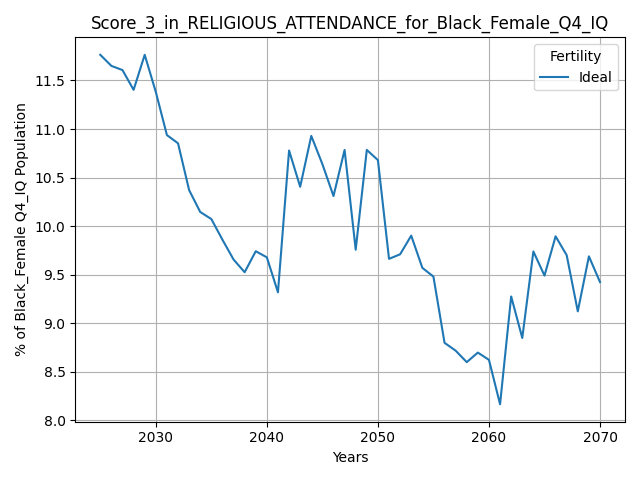 Score_3_in_RELIGIOUS_ATTENDANCE_for_Black_Female_Q4_IQ
Fertility
Ideal
% of Black_Female Q4_IQ Population
11.5
11.0
10.5
10.0
9.5
9.0
8.5
8.0
2030 2040 2050 2060 2070
Years